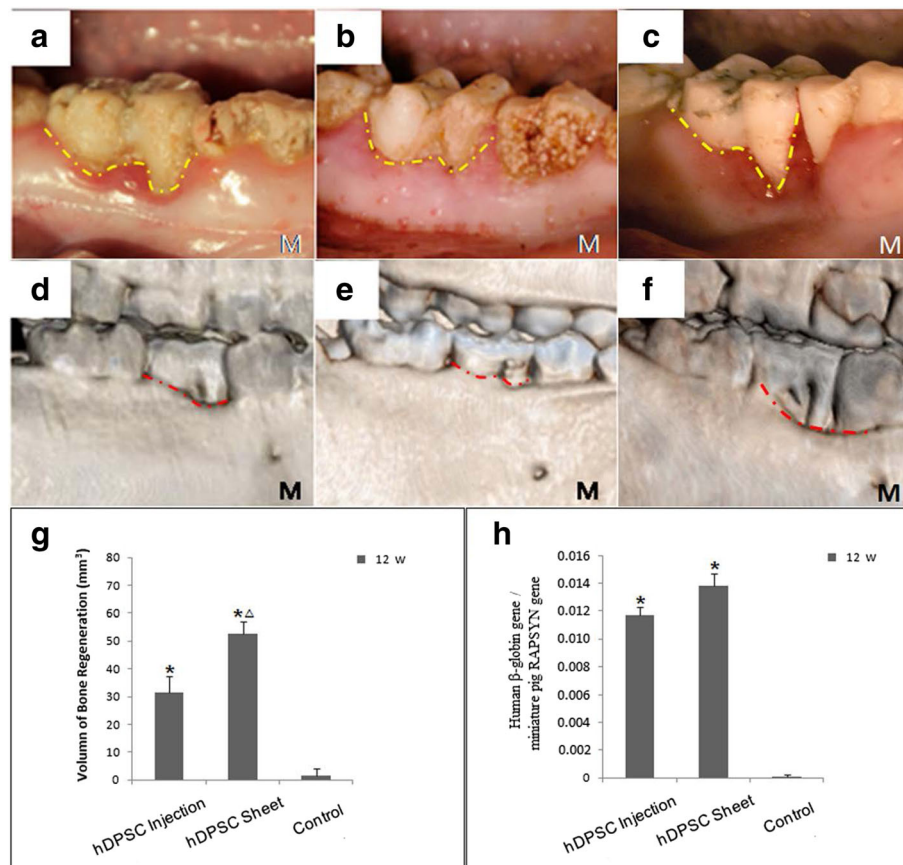 a
b
c
M
M
M
d
e
f
M
M
M
g
Volumn of Bone Regeneration (mm³)
80
70
60
50
40
30
20
10
0
12 w
*
*△
hDPSC Injection
hDPSC Sheet
Control
h
Human β-globin gene /
miniature pig RAPSYN gene
0.016
0.014
0.012
0.010
0.008
0.006
0.004
0.002
0
12 w
*
*
hDPSC Injection
hDPSC Sheet
Control